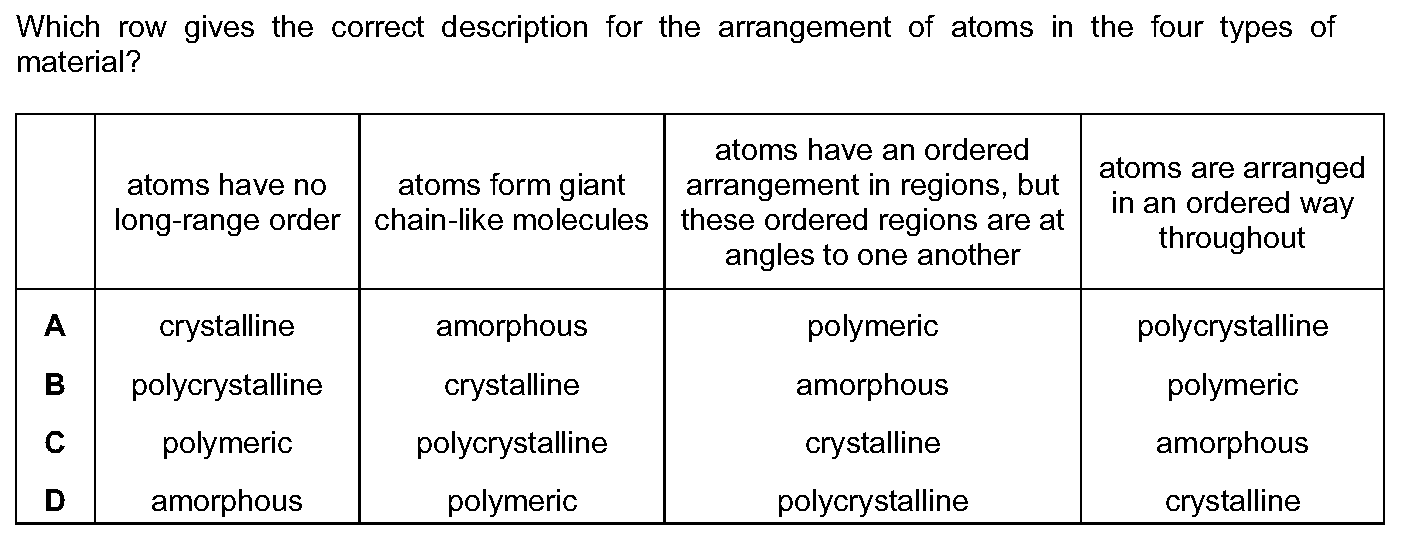 Which row gives the correct description for the arrangement of atoms in the four types of
material?
atoms have no
long-range order
atoms form giant
chain-like molecules
atoms have an ordered
arrangement in regions, but
these ordered regions are at
angles to one another
atoms are arranged
in an ordered way
throughout
A crystalline amorphous polymeric polycrystalline
B polycrystalline crystalline amorphous polymeric
C polymeric polycrystalline crystalline amorphous
D amorphous polymeric polycrystalline crystalline